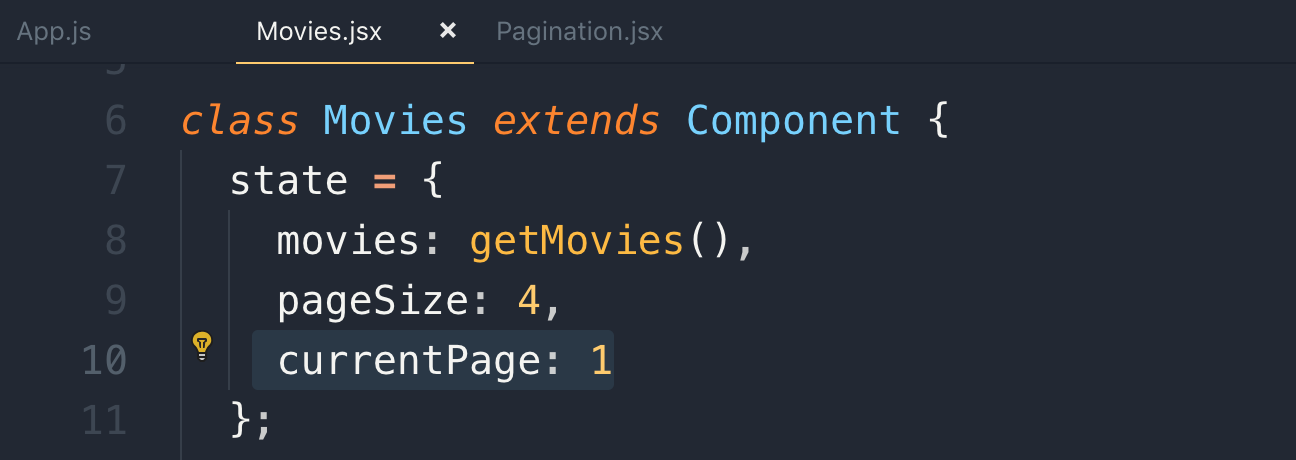 App.js Movies.jsx × Pagination.jsx
5
6 class Movies extends Component {
7 state = {
8 movies: getMovies(),
9 pageSize: 4,
10 currentPage: 1
11 };